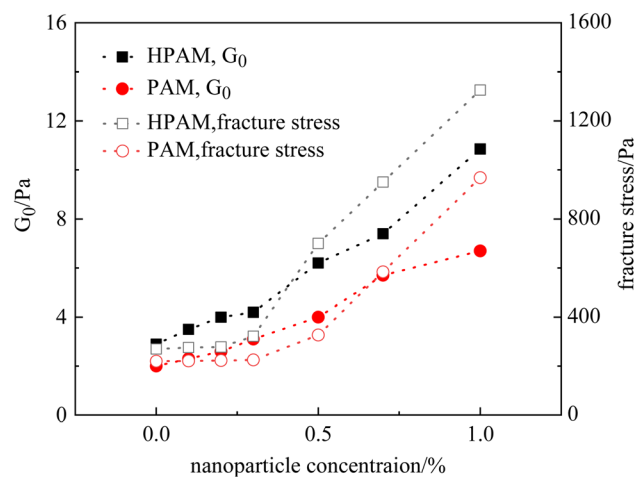 16
1600
HPAM, G0
PAM, G0
HPAM,fracture stress
PAM,fracture stress
12
1200
8
800
4
400
0
0
G0/Pa
fracture stress/Pa
0.0
0.5
1.0
nanoparticle concentraion/%